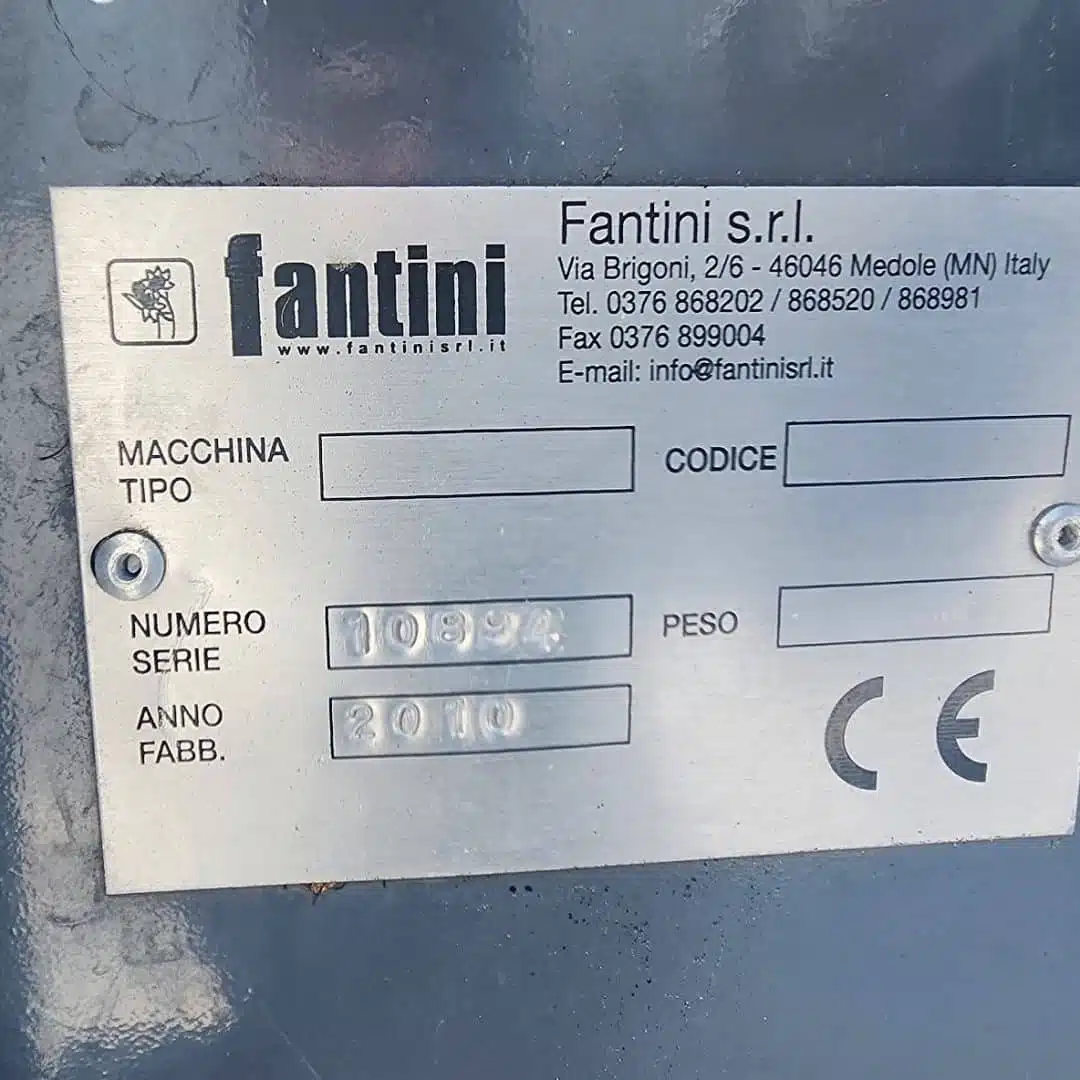 fantini
www.fantinisrl.it
Fantini s.r.l.
Via Brigoni, 2/6 - 46046 Medole (MN) Italy
Tel. 0376 868202 / 868520 / 868981
Fax 0376 899004
E-mail: info@fantinisrl.it
MACCHINA
TIPO
CODICE
NUMERO
SERIE
10894
PESO
ANNO
FABB.
2010
CE